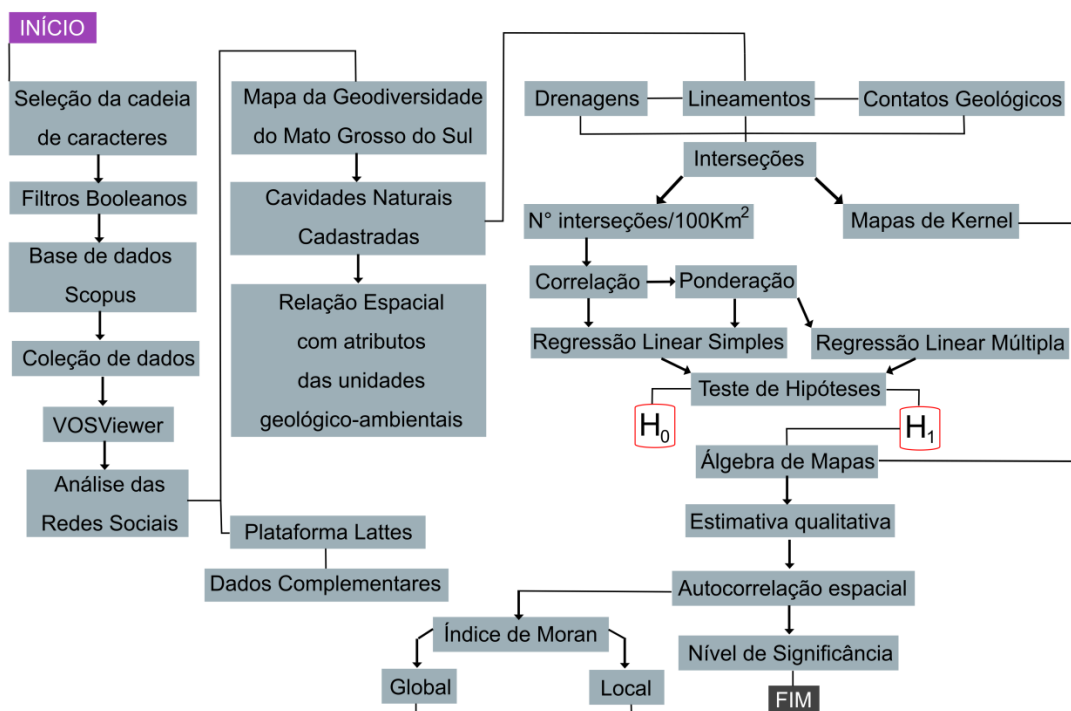 INÍCIO
Seleção da cadeia
de caracteres
Filtros Booleanos
Base de dados
Scopus
Coleção de dados
VOSViewer
Análise das
Redes Sociais
Mapa da Geodiversidade
do Mato Grosso do Sul
Cavidades Naturais
Cadastradas
Relação Espacial
com atributos
das unidades
geológico-ambientais
Plataforma Lattes
Dados Complementares
Drenagens
Lineamentos
Contatos Geológicos
Interseções
N° interseções/100Km²
Mapas de Kernel
Correlação
Ponderação
Regressão Linear Simples
Regressão Linear Múltipla
Teste de Hipóteses
H₀
H₁
Álgebra de Mapas
Estimativa qualitativa
Autocorrelação espacial
Índice de Moran
Nível de Significância
Global
Local
FIM